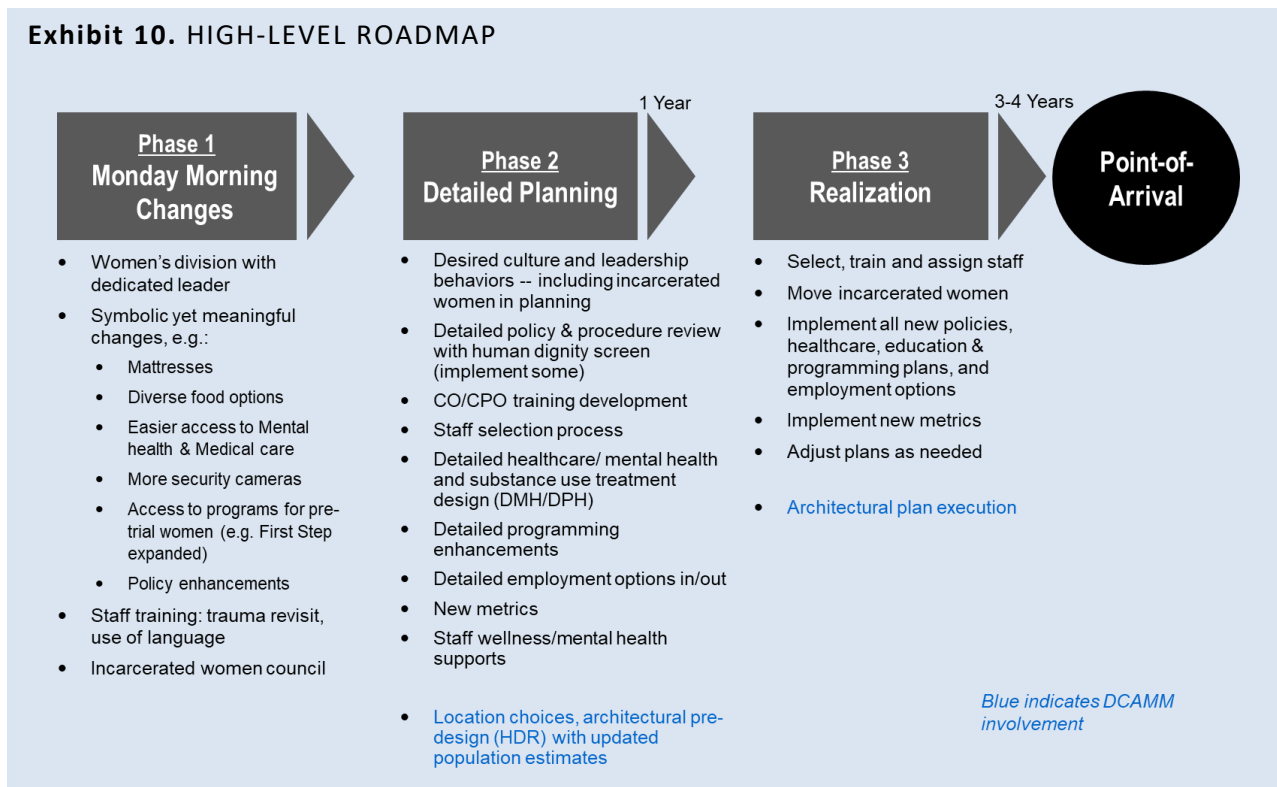 Exhibit 10. HIGH-LEVEL ROADMAP
Phase 1
Monday Morning
Changes
1 Year
Phase 2
Detailed Planning
3-4 Years
Phase 3
Realization
Point-of-
Arrival
• Women’s division with
dedicated leader
• Symbolic yet meaningful
changes, e.g.:
• Mattresses
• Diverse food options
• Easier access to Mental
health & Medical care
• More security cameras
• Access to programs for pre-
trial women (e.g. First Step
expanded)
• Policy enhancements
• Staff training: trauma revisit,
use of language
• Incarcerated women council
• Desired culture and leadership
behaviors -- including incarcerated
women in planning
• Detailed policy & procedure review
with human dignity screen
(implement some)
• CO/CPO training development
• Staff selection process
• Detailed healthcare/ mental health
and substance use treatment
design (DMH/DPH)
• Detailed programming
enhancements
• Detailed employment options in/out
• New metrics
• Staff wellness/mental health
supports
• Location choices, architectural pre-
design (HDR) with updated
population estimates
• Select, train and assign staff
• Move incarcerated women
• Implement all new policies,
healthcare, education &
programming plans, and
employment options
• Implement new metrics
• Adjust plans as needed
• Architectural plan execution
Blue indicates DCAMM
involvement